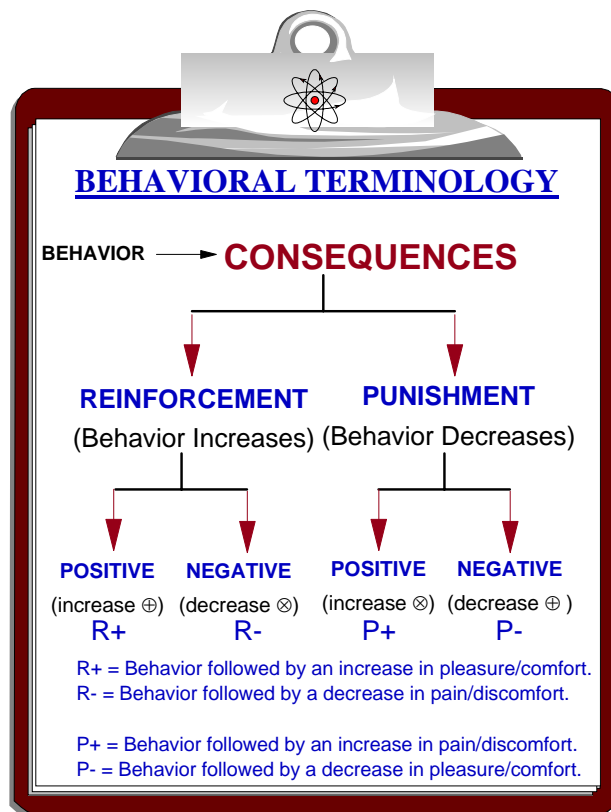 BEHAVIORAL TERMINOLOGY
BEHAVIOR CONSEQUENCES
REINFORCEMENT PUNISHMENT
(Behavior Increases) (Behavior Decreases)
POSITIVE NEGATIVE POSITIVE NEGATIVE
(increase ⊕) (decrease ⊗) (increase ⊗) (decrease ⊕ )
R+ R- P+ P-
R+ = Behavior followed by an increase in pleasure/comfort.
R- = Behavior followed by a decrease in pain/discomfort.
P+ = Behavior followed by an increase in pain/discomfort.
P- = Behavior followed by a decrease in pleasure/comfort.